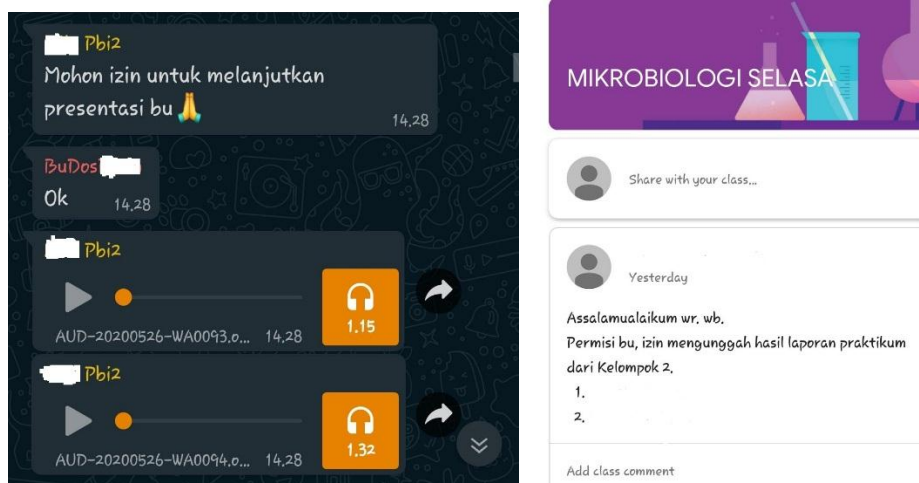 Pbi2
Mohon izin untuk melanjutkan
presentasi bu 🙏
14.28
BuDos
Ok
14.28
Pbi2
1.15
AUD-20200526-WA0093.o... 14.28
Pbi2
1.32
AUD-20200526-WA0094.o... 14.28
MIKROBIOLOGI SELASA
Share with your class...
Yesterday
Assalamualaikum wr. wb.
Permisi bu, izin mengunggah hasil laporan praktikum
dari Kelompok 2.
1.
2.
Add class comment